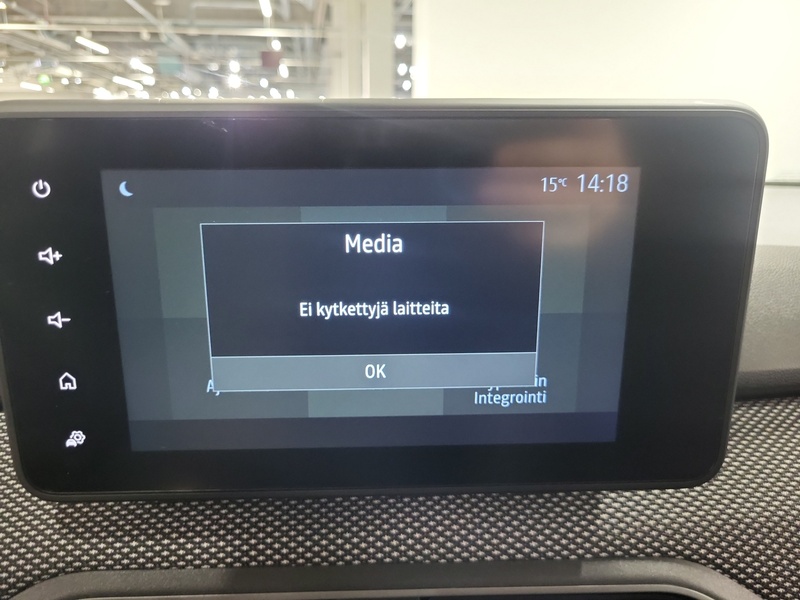 15°C 14:18
Media
Ei kytkettyjä laitteita
OK
Integrointi